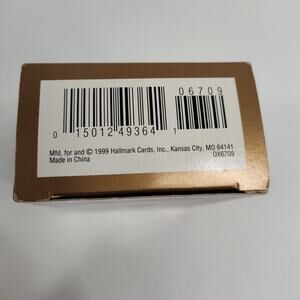 06709
0 15012 49364 1
Mfd. for and © 1999 Hallmark Cards, Inc., Kansas City, MO 64141
Made in China
QX6709